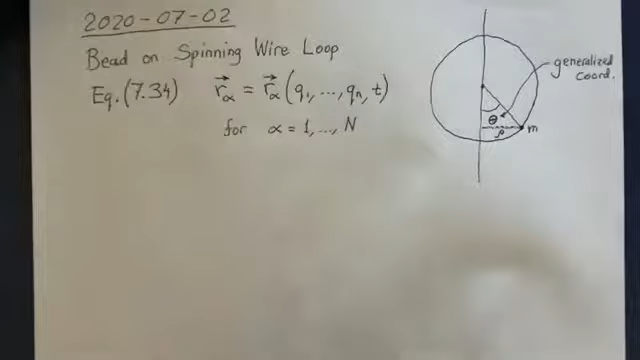 2020-07-02
Bead on Spinning Wire Loop
Eq. (7.34) r⃗α = r⃗α (q₁, ..., qₙ, t)
for α = 1, ..., N
generalized
coord.
θ
ρ
m